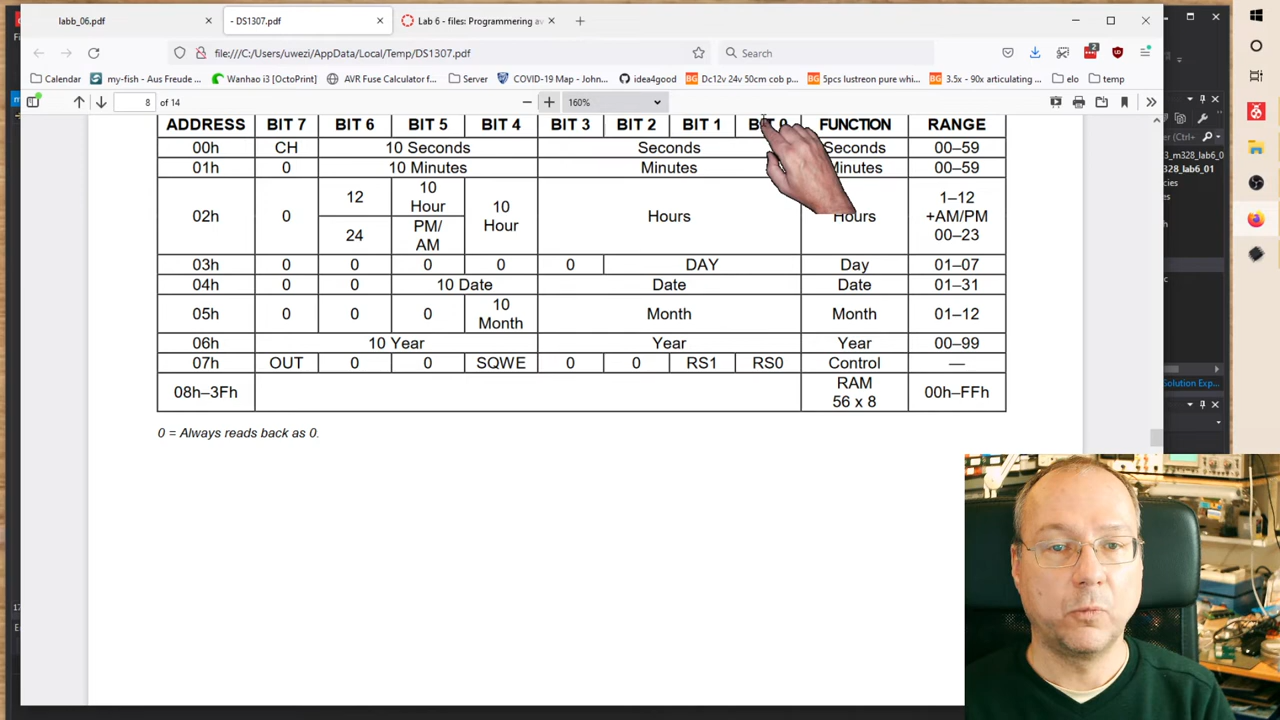 labb_06.pdf
- DS1307.pdf
Lab 6 - files: Programmering av
file:///C:/Users/uwezi/AppData/Local/Temp/DS1307.pdf
Search
2
Calendar
my-fish - Aus Freude ...
Wanhao i3 [OctoPrint]
AVR Fuse Calculator f...
Server
COVID-19 Map - John...
idea4good
Dc12v 24v 50cm cob p...
5pcs lustreon pure whi...
3.5x - 90x articulating ...
elo
temp
8 of 14
160%
ADDRESS BIT 7 BIT 6 BIT 5 BIT 4 BIT 3 BIT 2 BIT 1 FUNCTION RANGE
00h CH 10 Seconds Seconds Seconds 00–59
01h 0 10 Minutes Minutes Minutes 00–59
02h 0 12 24 10 Hour PM/ AM 10 Hour Hours Hours 1–12 +AM/PM 00–23
03h 0 0 0 0 0 DAY Day 01–07
04h 0 0 10 Date Date Date 01–31
05h 0 0 0 10 Month Month Month 01–12
06h 10 Year Year Year 00–99
07h OUT 0 0 SQWE 0 0 RS1 RS0 Control —
08h–3Fh RAM 56 x 8 00h–FFh
0 = Always reads back as 0.
3_m328_lab6_0
328_lab6_01
cies
Solution Exp...